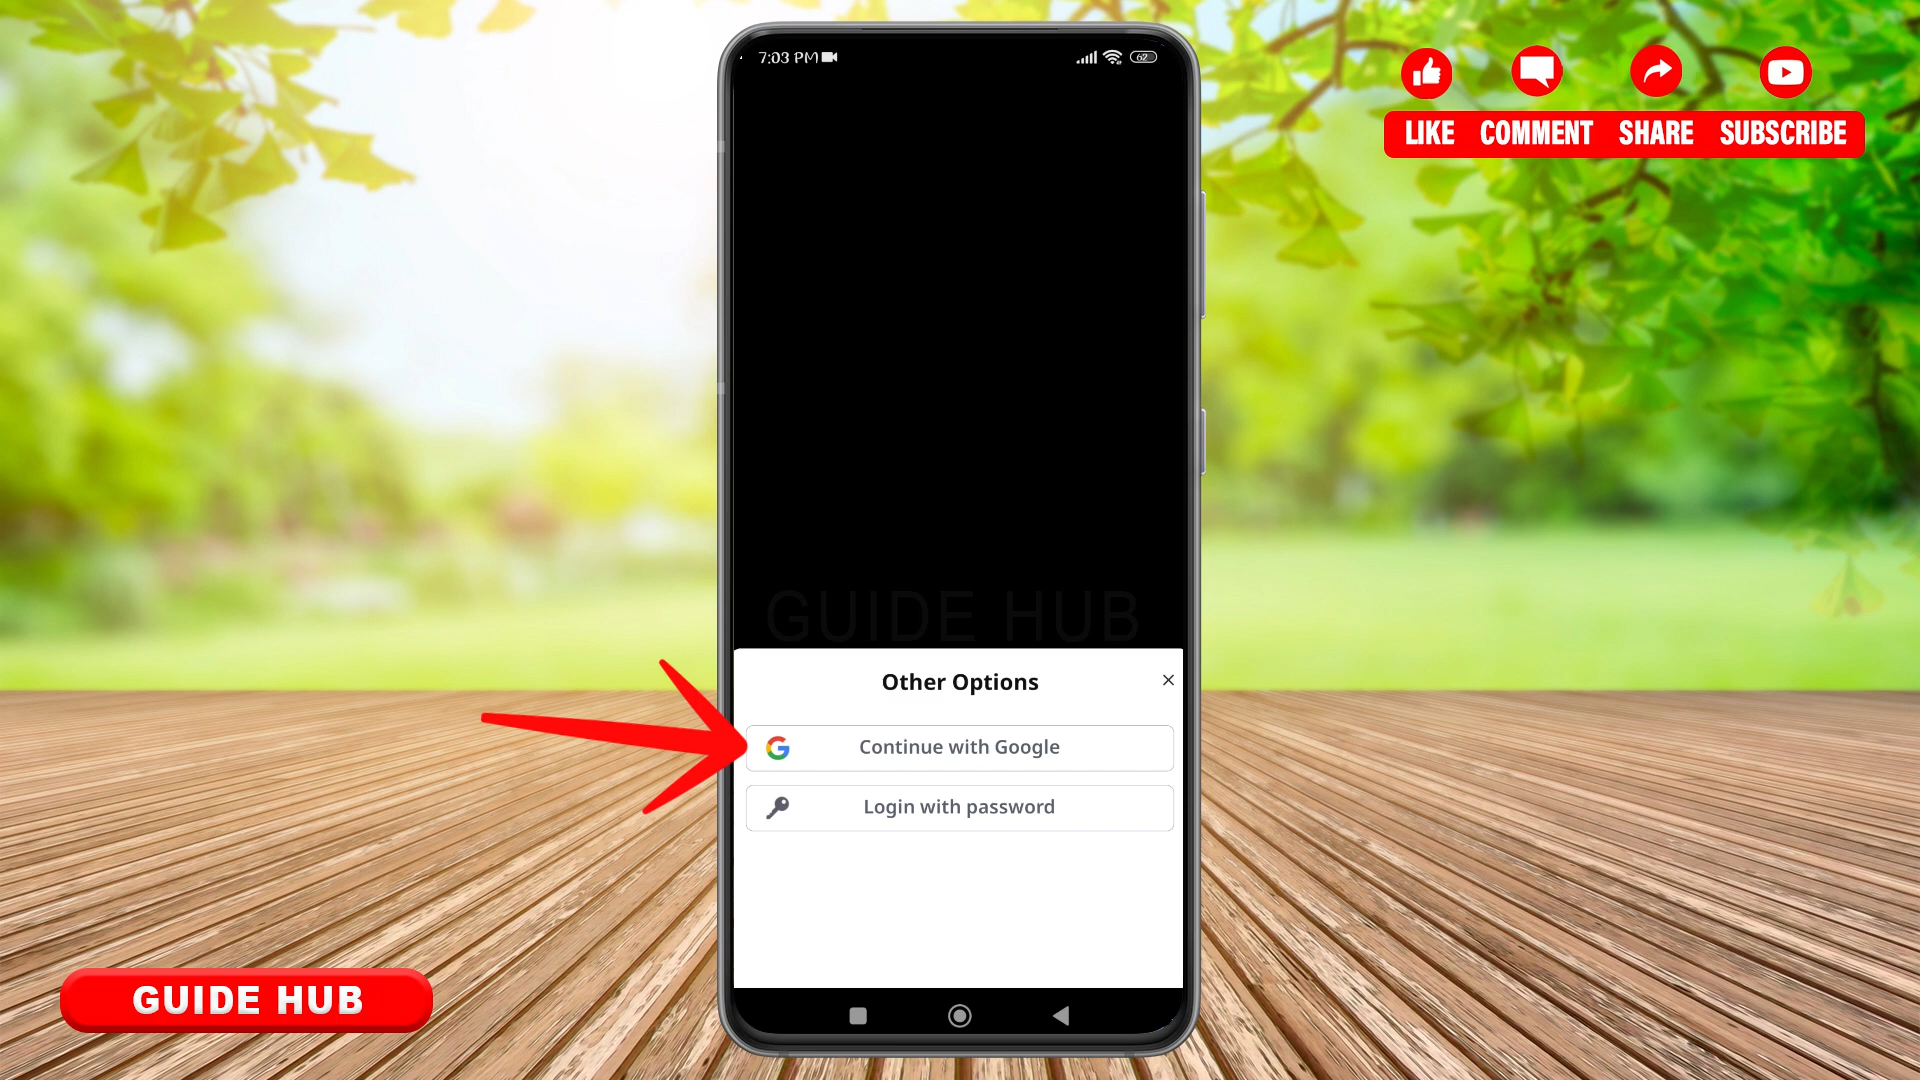 7:03 PM
62
LIKE COMMENT SHARE SUBSCRIBE
GUIDE HUB
Other Options
Continue with Google
Login with password
GUIDE HUB